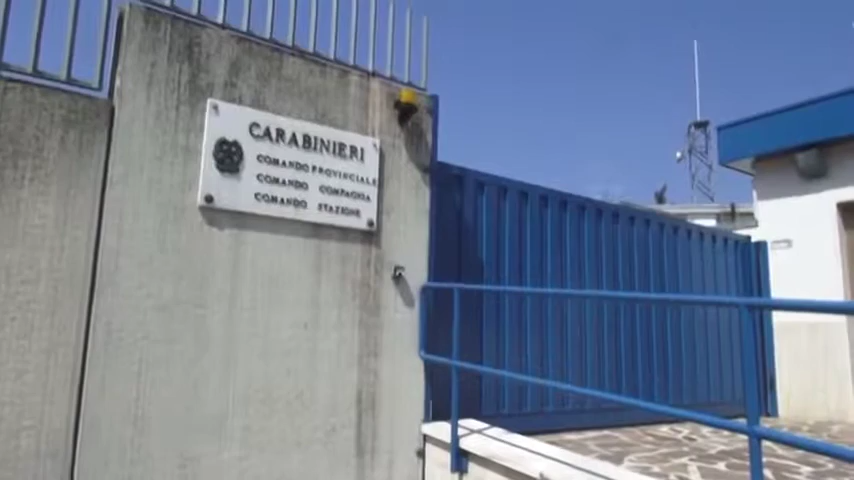 CARABINIERI
COMANDO PROVINCIALE
COMANDO COMPAGNIA
COMANDO STAZIONE